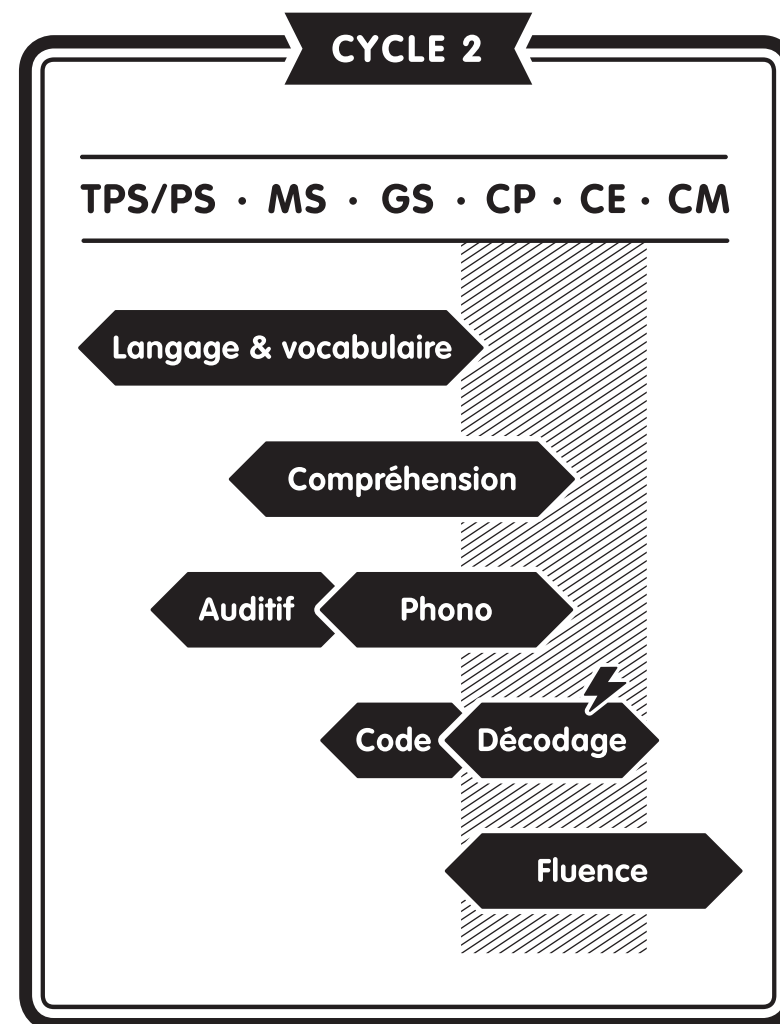 CYCLE 2
TPS/PS · MS · GS · CP · CE · CM
Langage & vocabulaire
Compréhension
Auditif Phono
Code Décodage
Fluence